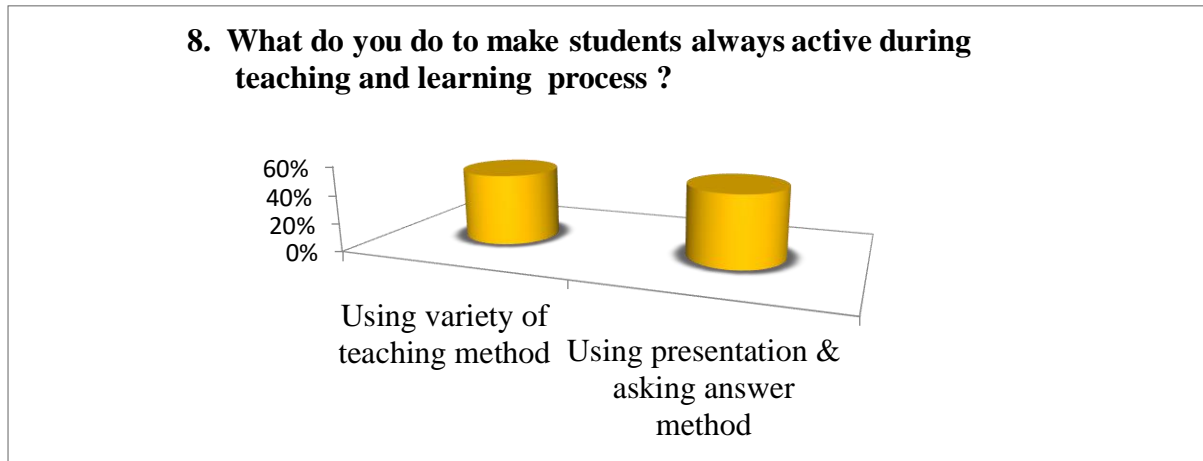 8. What do you do to make students always active during
teaching and learning process ?
60%
40%
20%
0%
Using variety of
teaching method
Using presentation &
asking answer
method